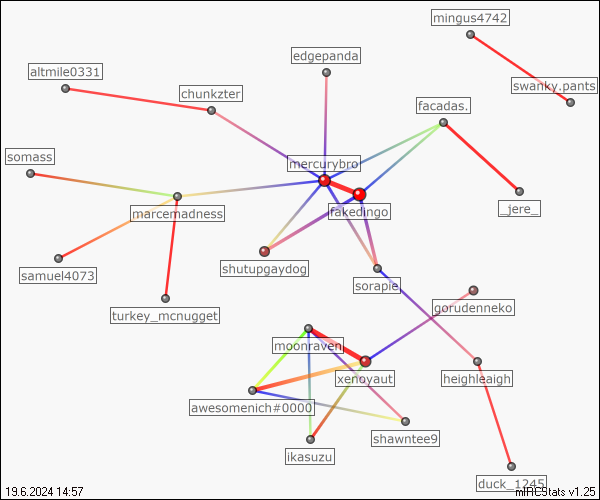 mingus4742
edgepanda
altmile0331
swanky.pants
chunkzter
facadas.
somass
mercurybro
marcemadness
fakedingo
_jere_
shutupgaydog
samuel4073
sorapie
gorudenneko
turkey_mcnugget
moonraven
xenoyaut
heighleaigh
awesomenich#0000
shawntee9
ikasuzu
duck_1245
19.6.2024 14:57
mIRCStats v1.25